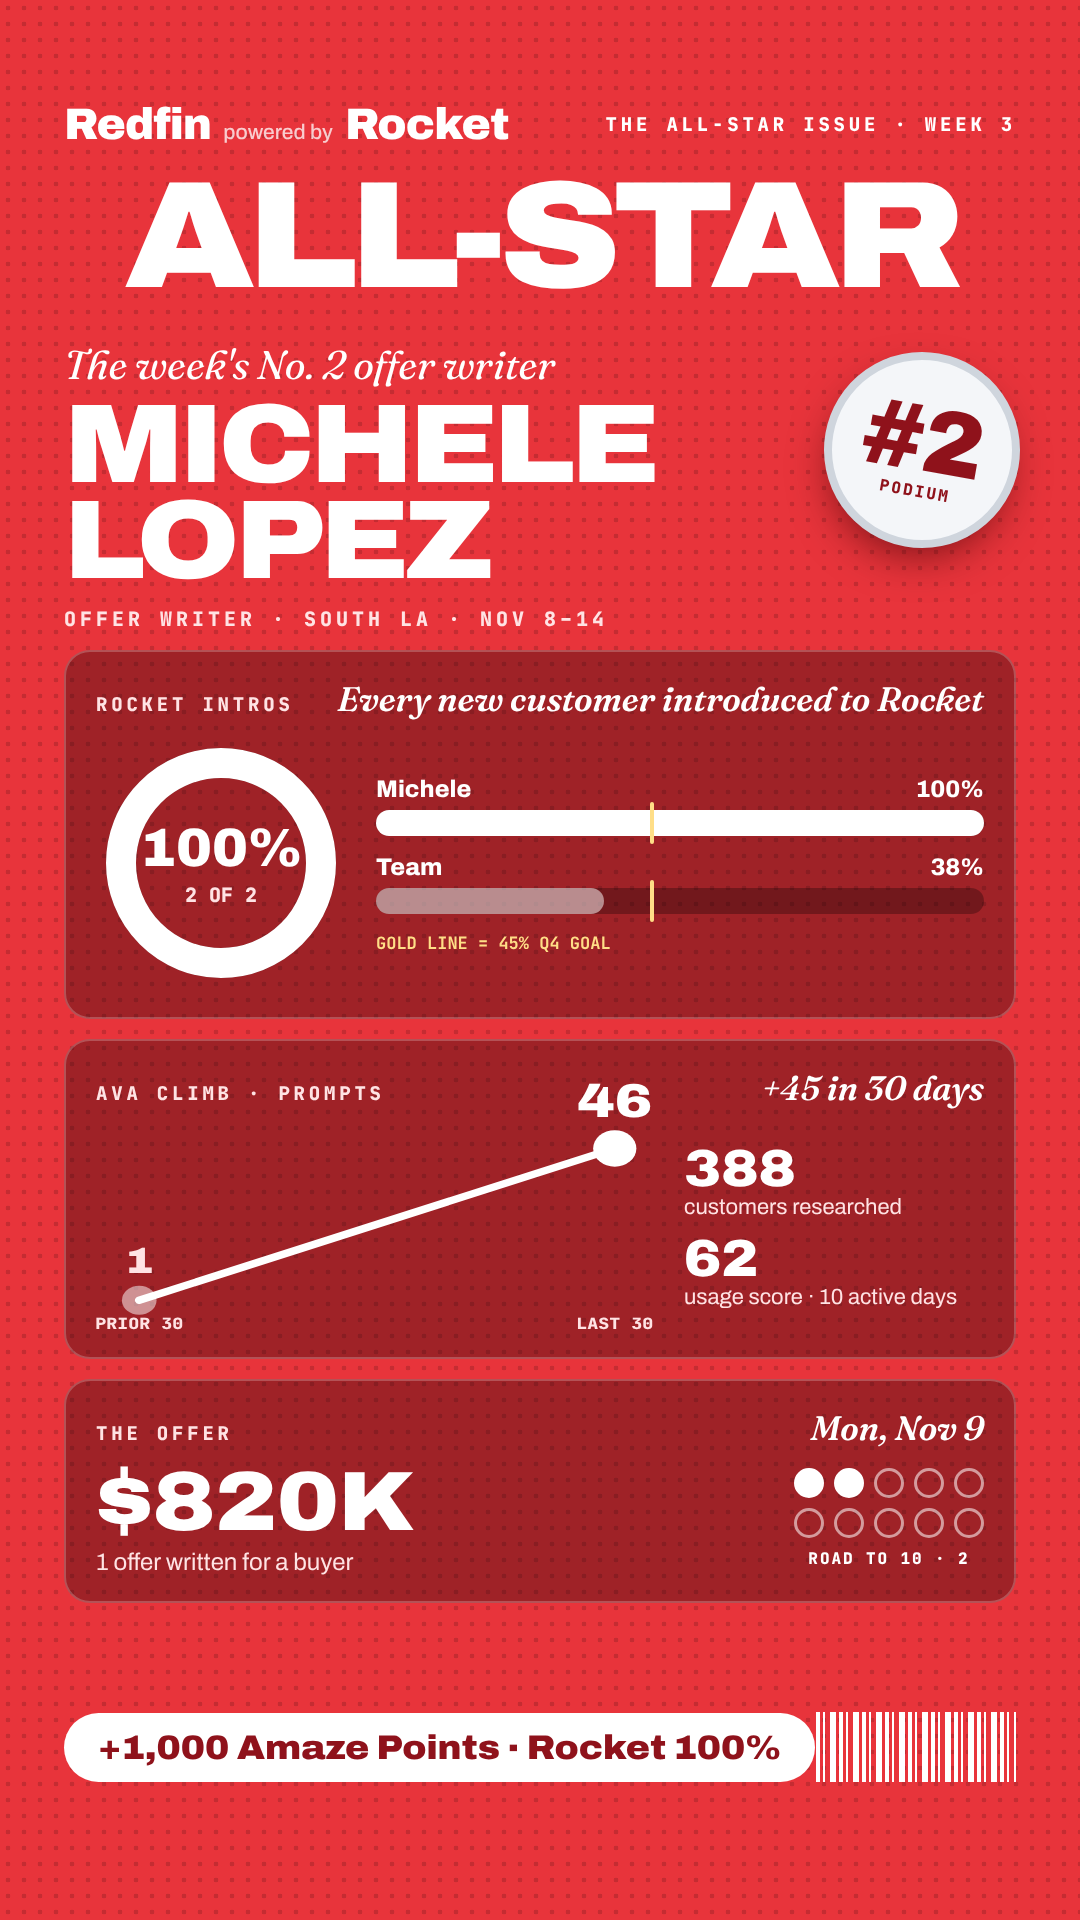 Redfin powered by Rocket
THE ALL-STAR ISSUE · WEEK 3
ALL-STAR
The week's No. 2 offer writer
MICHELE
LOPEZ
#2
PODIUM
OFFER WRITER · SOUTH LA · NOV 8–14
ROCKET INTROS
Every new customer introduced to Rocket
100%
2 OF 2
Michele 100%
Team 38%
GOLD LINE = 45% Q4 GOAL
AVA CLIMB · PROMPTS
+45 in 30 days
46
1
PRIOR 30
LAST 30
388
customers researched
62
usage score · 10 active days
THE OFFER
Mon, Nov 9
$820K
1 offer written for a buyer
ROAD TO 10 · 2
+1,000 Amaze Points · Rocket 100%